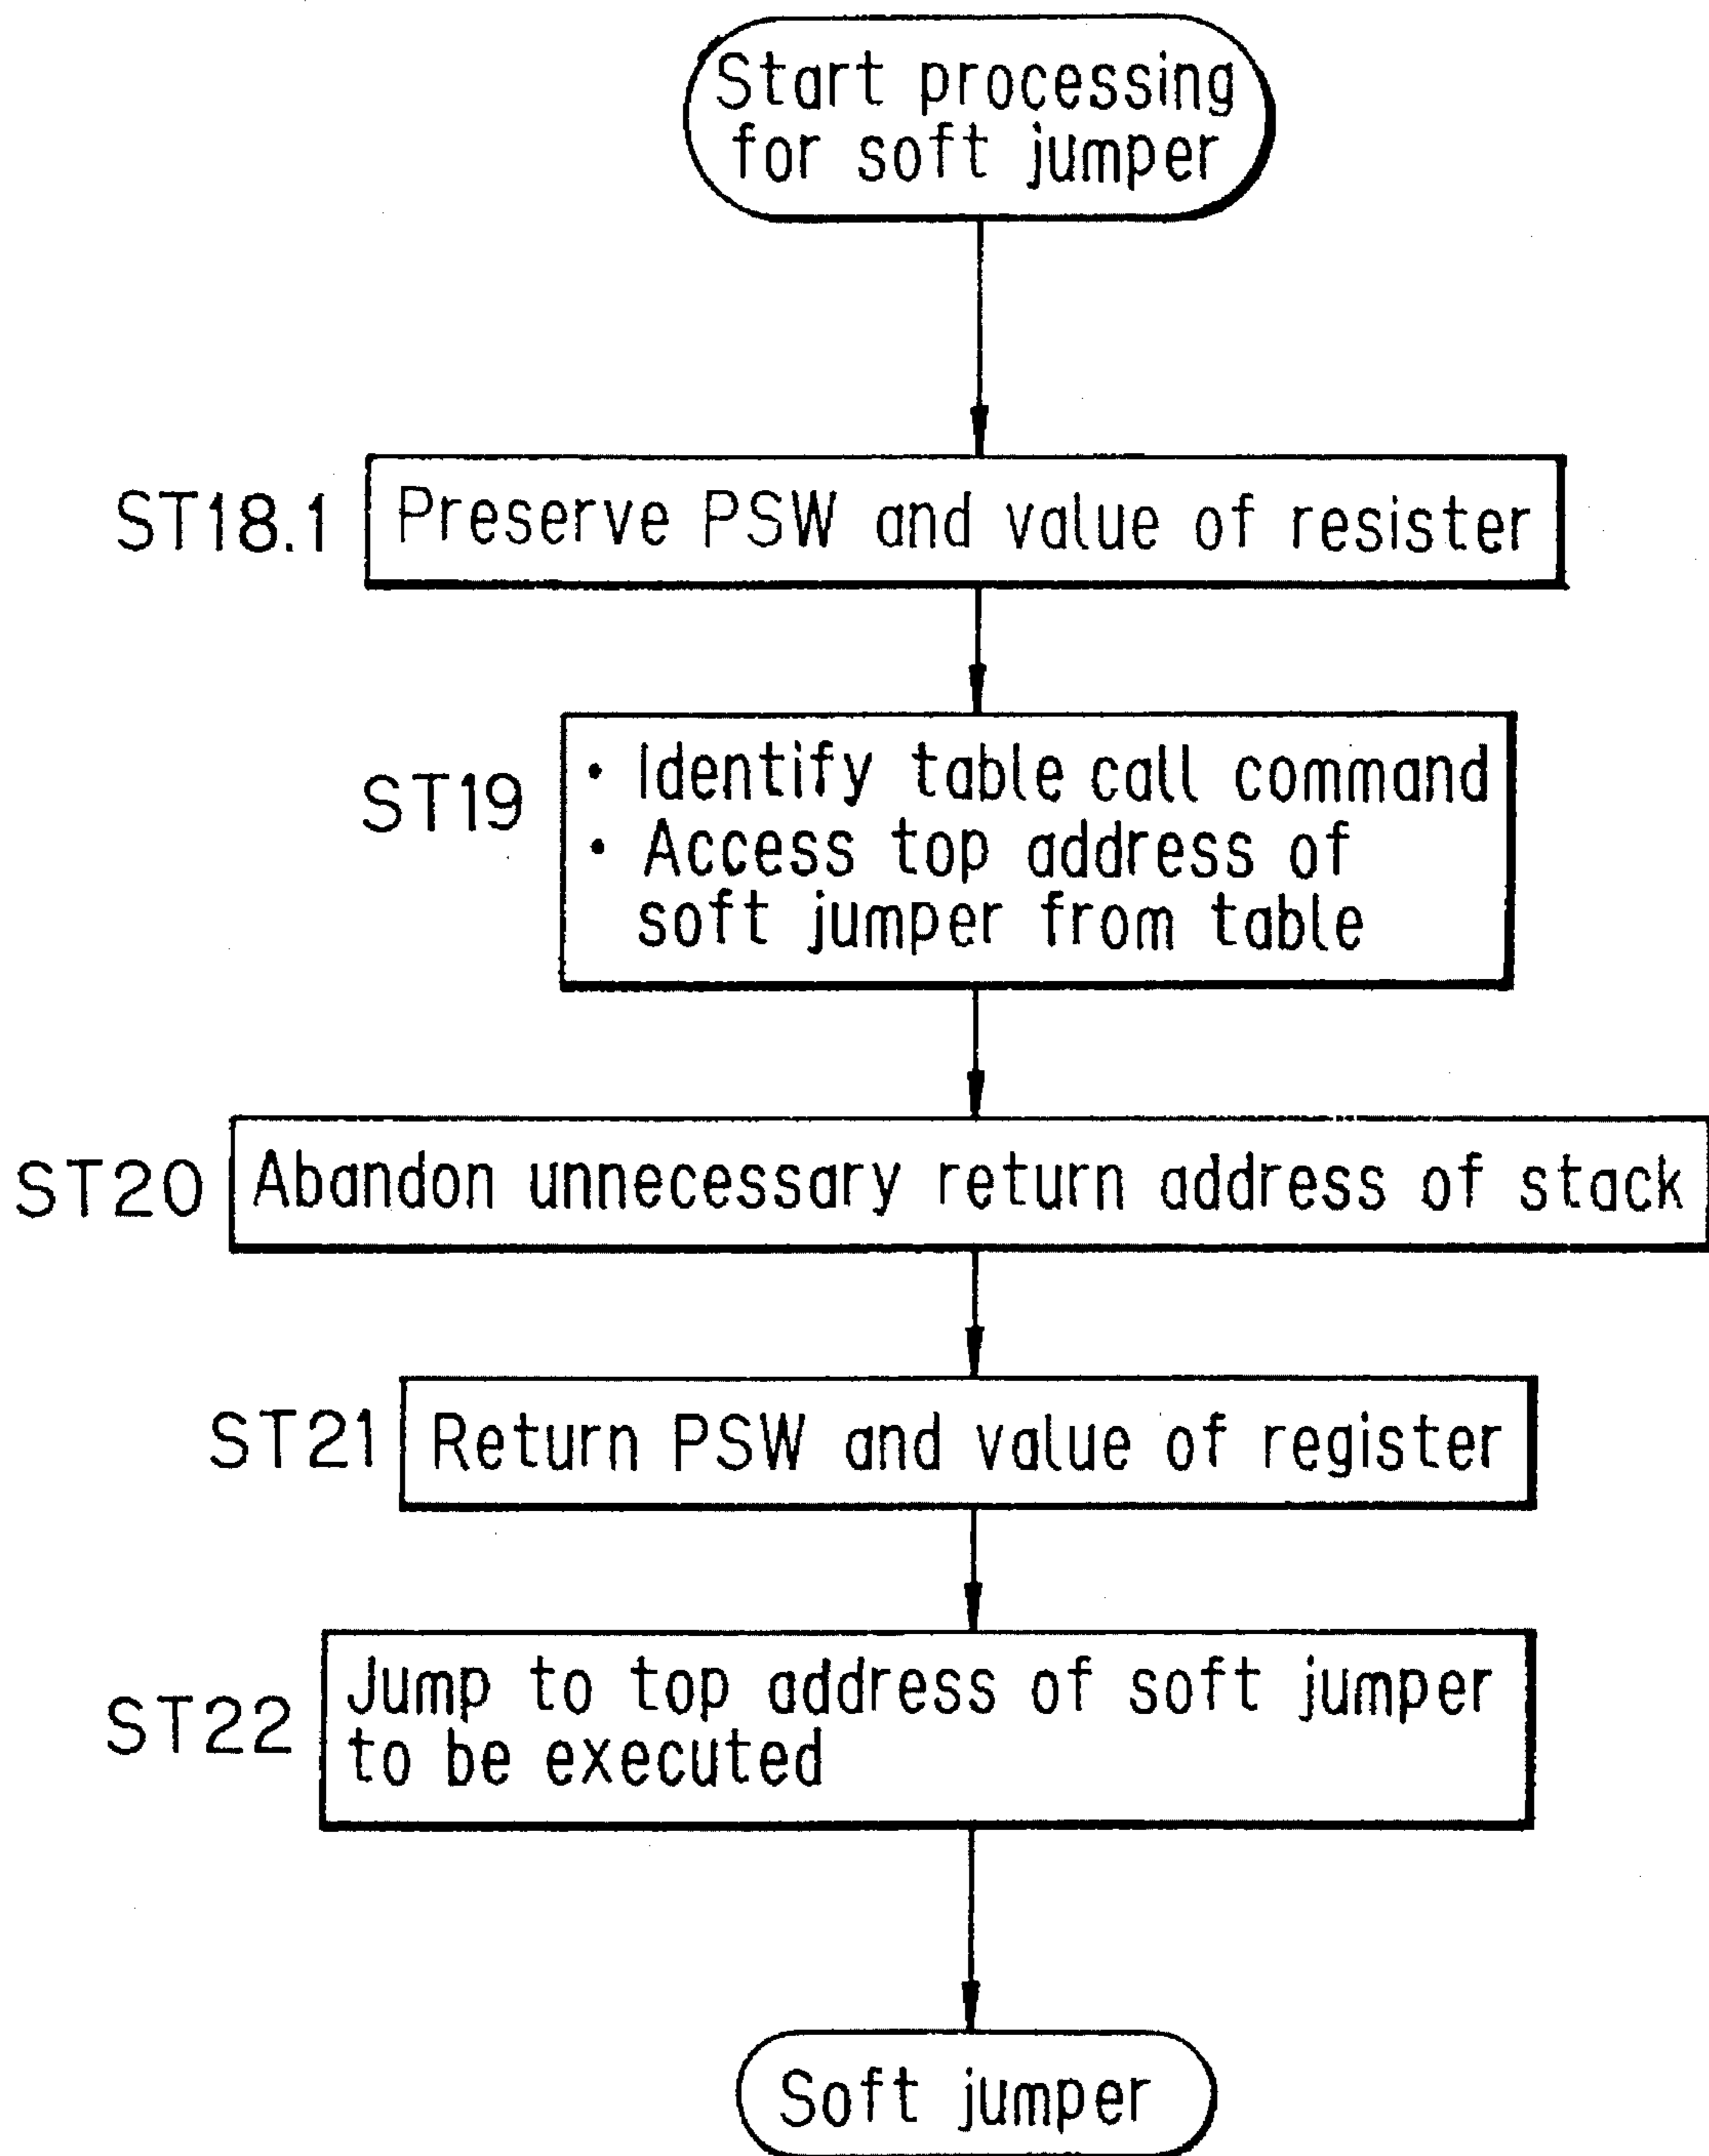 Start processing
for soft jumper
ST18.1 Preserve PSW and value of resister
ST19
• Identify table call command
• Access top address of
soft jumper from table
ST20 Abandon unnecessary return address of stack
ST21 Return PSW and value of register
ST22
Jump to top address of soft jumper
to be executed
Soft jumper